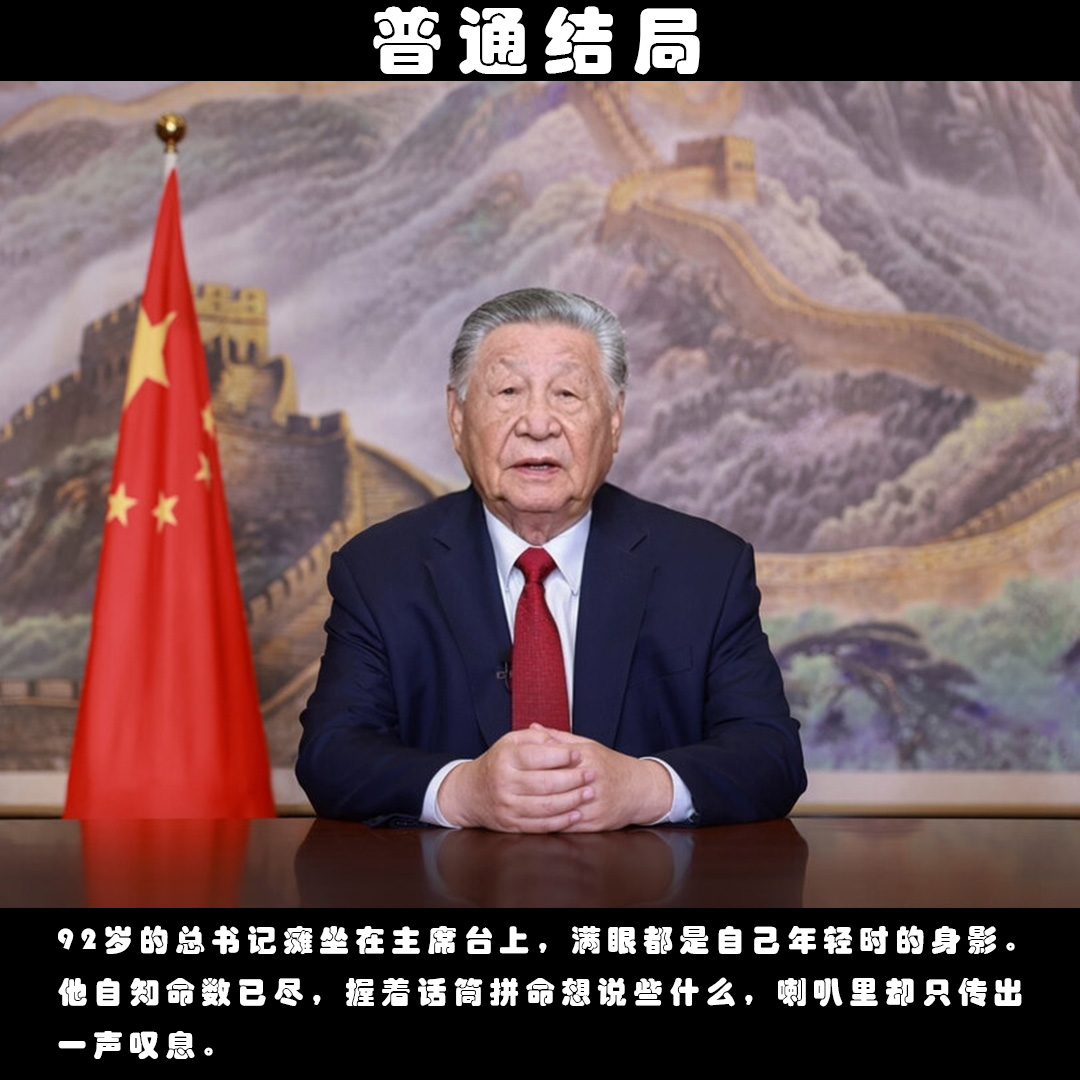 普通结局
92岁的总书记瘫坐在主席台上，满眼都是自己年轻时的身影。
他自知命数已尽，握着话筒拼命想说些什么，喇叭里却只传出
一声叹息。